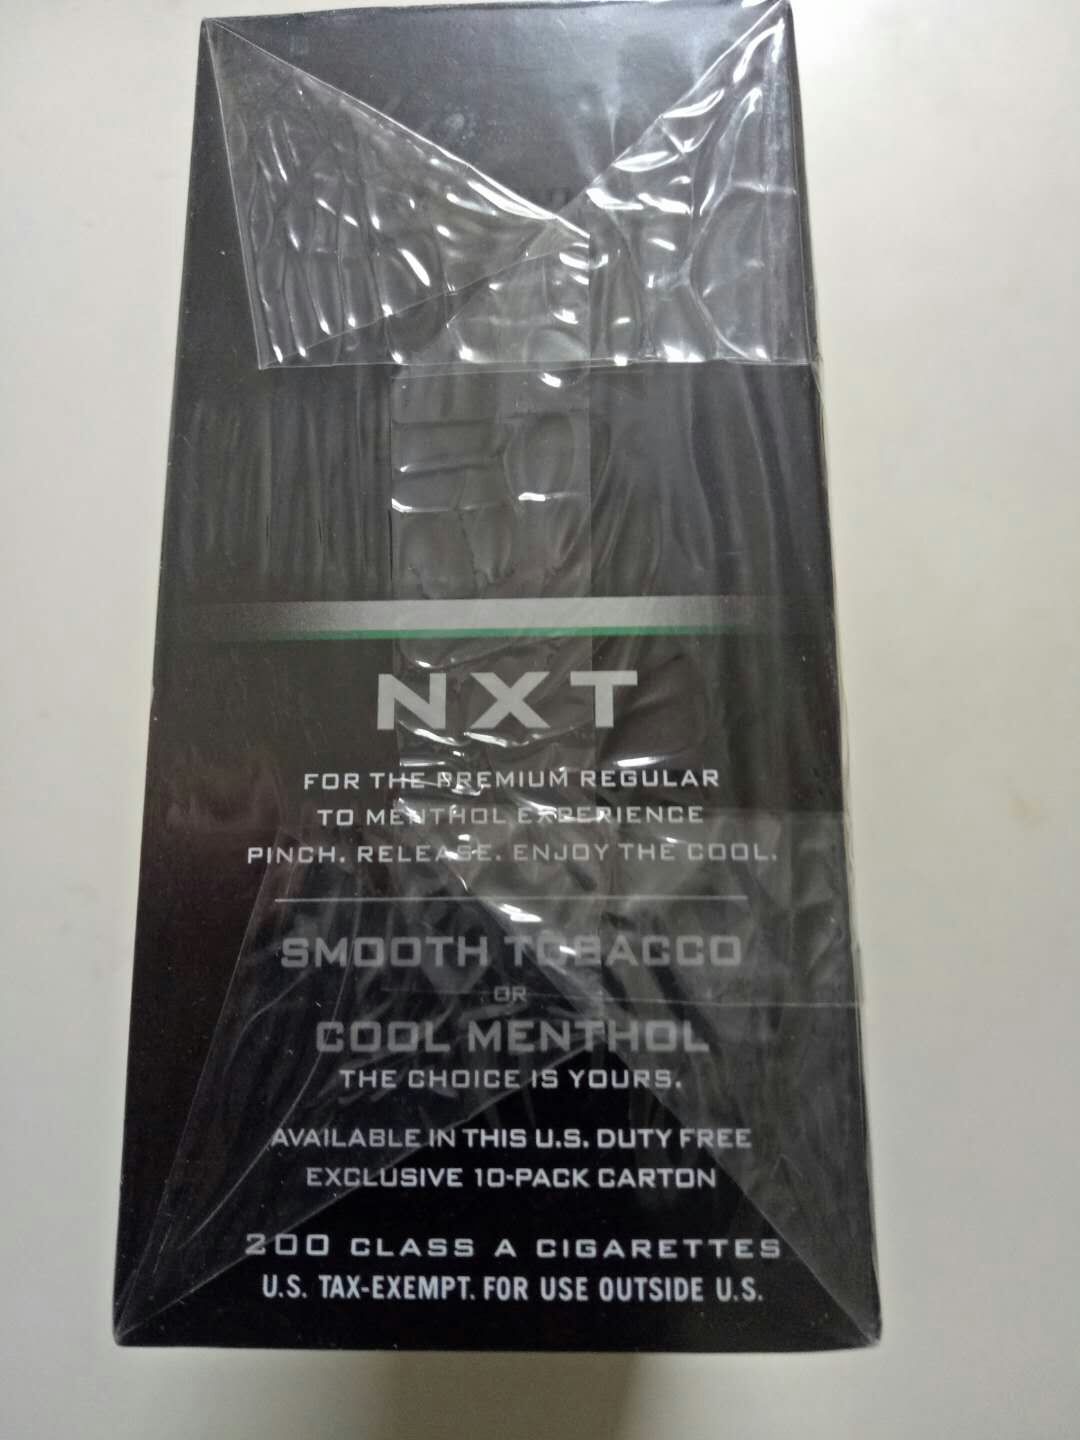 NXT
FOR THE PREMIUM REGULAR
TO MENTHOL EXPERIENCE
PINCH. RELEASE. ENJOY THE COOL.
SMOOTH TOBACCO
OR
COOL MENTHOL
THE CHOICE IS YOURS.
AVAILABLE IN THIS U.S. DUTY FREE
EXCLUSIVE 10-PACK CARTON
200 CLASS A CIGARETTES
U.S. TAX-EXEMPT. FOR USE OUTSIDE U.S.